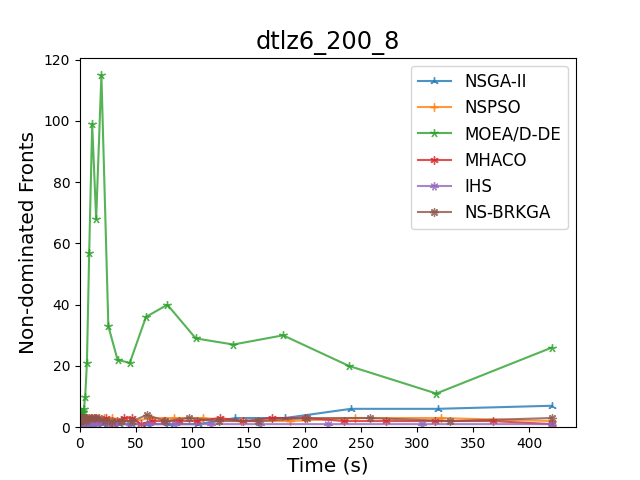 dtlz6_200_8
120
100
80
60
40
20
0
Non-dominated Fronts
NSGA-II
NSPSO
MOEA/D-DE
MHACO
IHS
NS-BRKGA
0 50 100 150 200 250 300 350 400
Time (s)